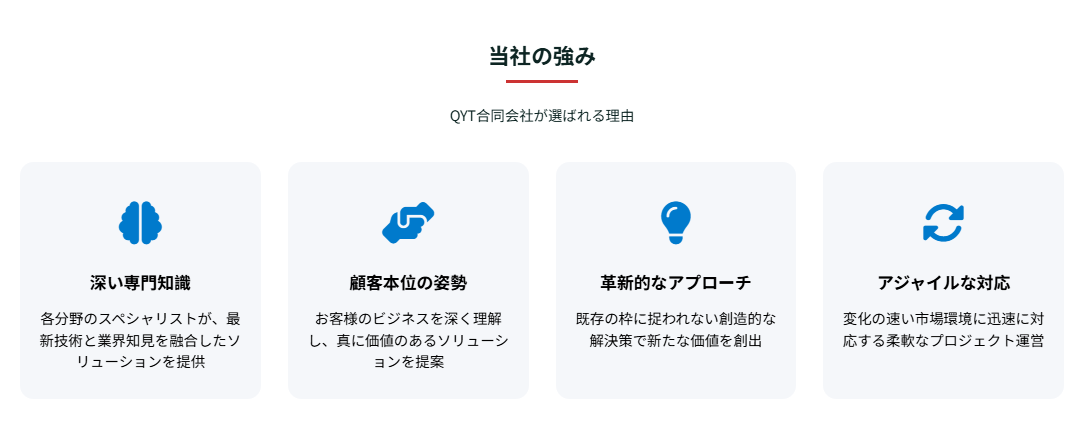 当社の強み
QYT合同会社が選ばれる理由
深い専門知識
各分野のスペシャリストが、最
新技術と業界知見を融合したソ
リューションを提供
顧客本位の姿勢
お客様のビジネスを深く理解
し、真に価値のあるソリューシ
ョンを提案
革新的なアプローチ
既存の枠に捉われない創造的な
解決策で新たな価値を創出
アジャイルな対応
変化の速い市場環境に迅速に対
応する柔軟なプロジェクト運営